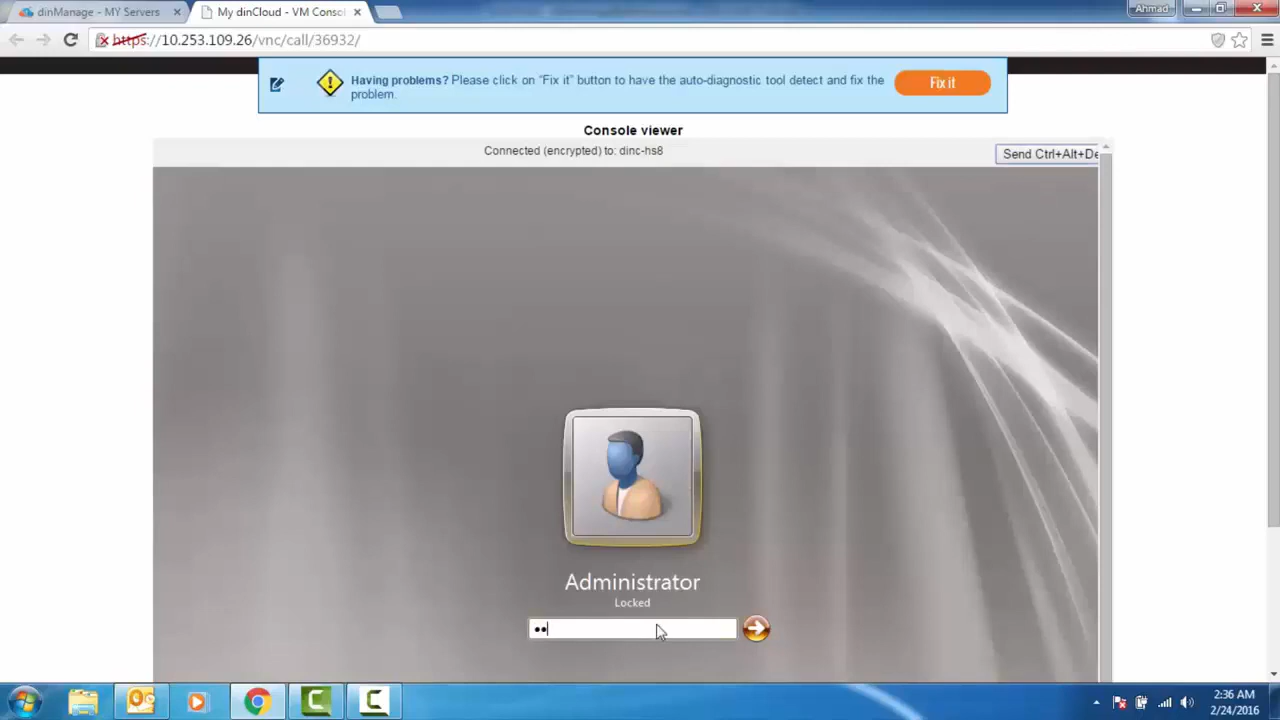 dinManage - MY Servers
My dinCloud - VM Consol
Ahmad
https://10.253.109.26/vnc/call/36932/
Having problems? Please click on "Fix it" button to have the auto-diagnostic tool detect and fix the
problem.
Fix it
Console viewer
Connected (encrypted) to: dinc-hs8
Send Ctrl+Alt+De
Administrator
Locked
2:36 AM
2/24/2016